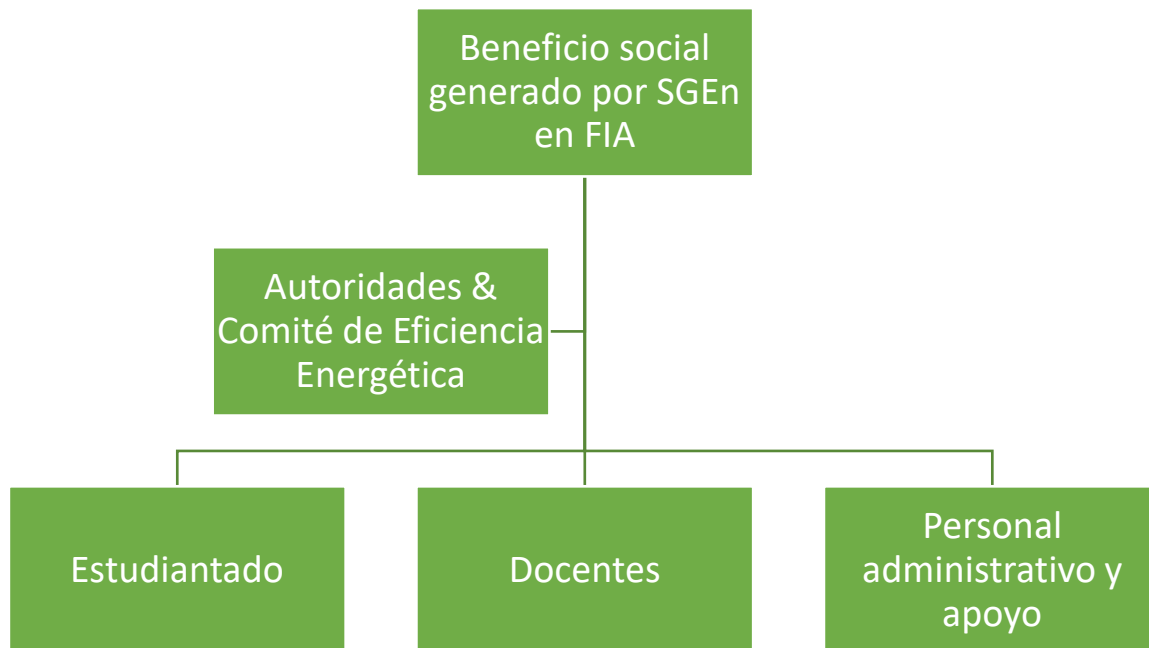 Beneficio social
generado por SGEn
en FIA
Autoridades &
Comité de Eficiencia
Energética
Estudiantado
Docentes
Personal
administrativo y
apoyo